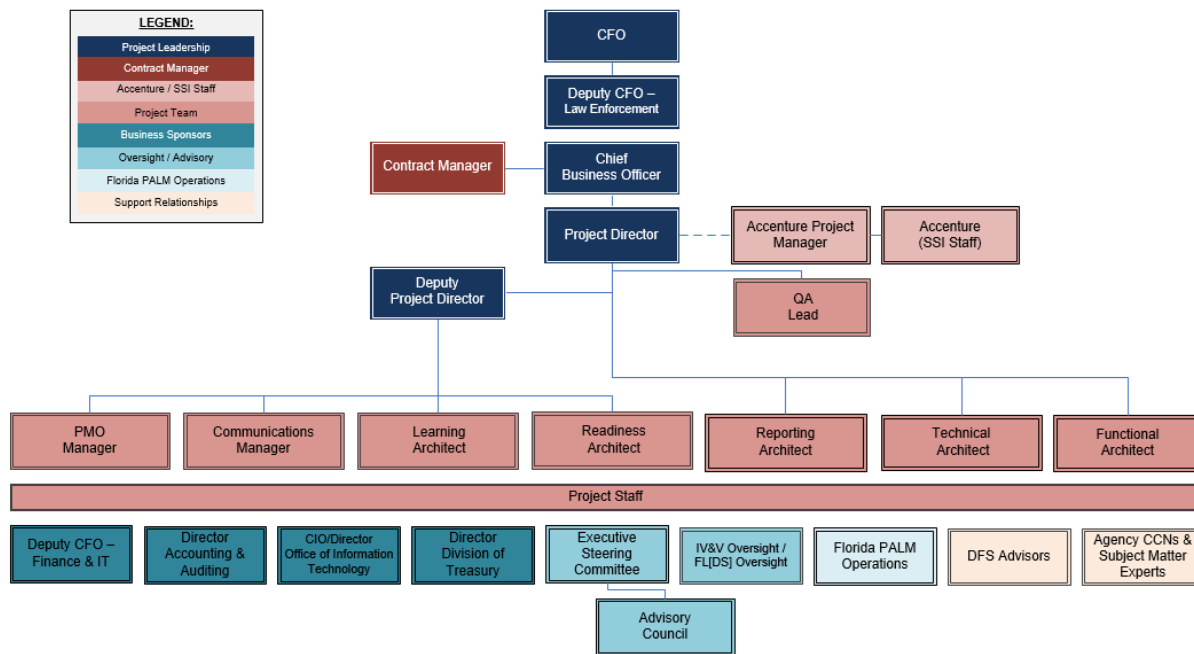 LEGEND:
Project Leadership
Contract Manager
Accenture / SSI Staff
Project Team
Business Sponsors
Oversight / Advisory
Florida PALM Operations
Support Relationships
CFO
Deputy CFO –
Law Enforcement
Contract Manager
Chief
Business Officer
Project Director
Accenture Project
Manager
Accenture
(SSI Staff)
Deputy
Project Director
QA
Lead
PMO
Manager
Communications
Manager
Learning
Architect
Readiness
Architect
Reporting
Architect
Technical
Architect
Functional
Architect
Project Staff
Deputy CFO –
Finance & IT
Director
Accounting &
Auditing
CIO/Director
Office of Information
Technology
Director
Division of
Treasury
Executive
Steering
Committee
IV&V Oversight /
FL[DS] Oversight
Florida PALM
Operations
DFS Advisors
Agency CCNs &
Subject Matter
Experts
Advisory
Council